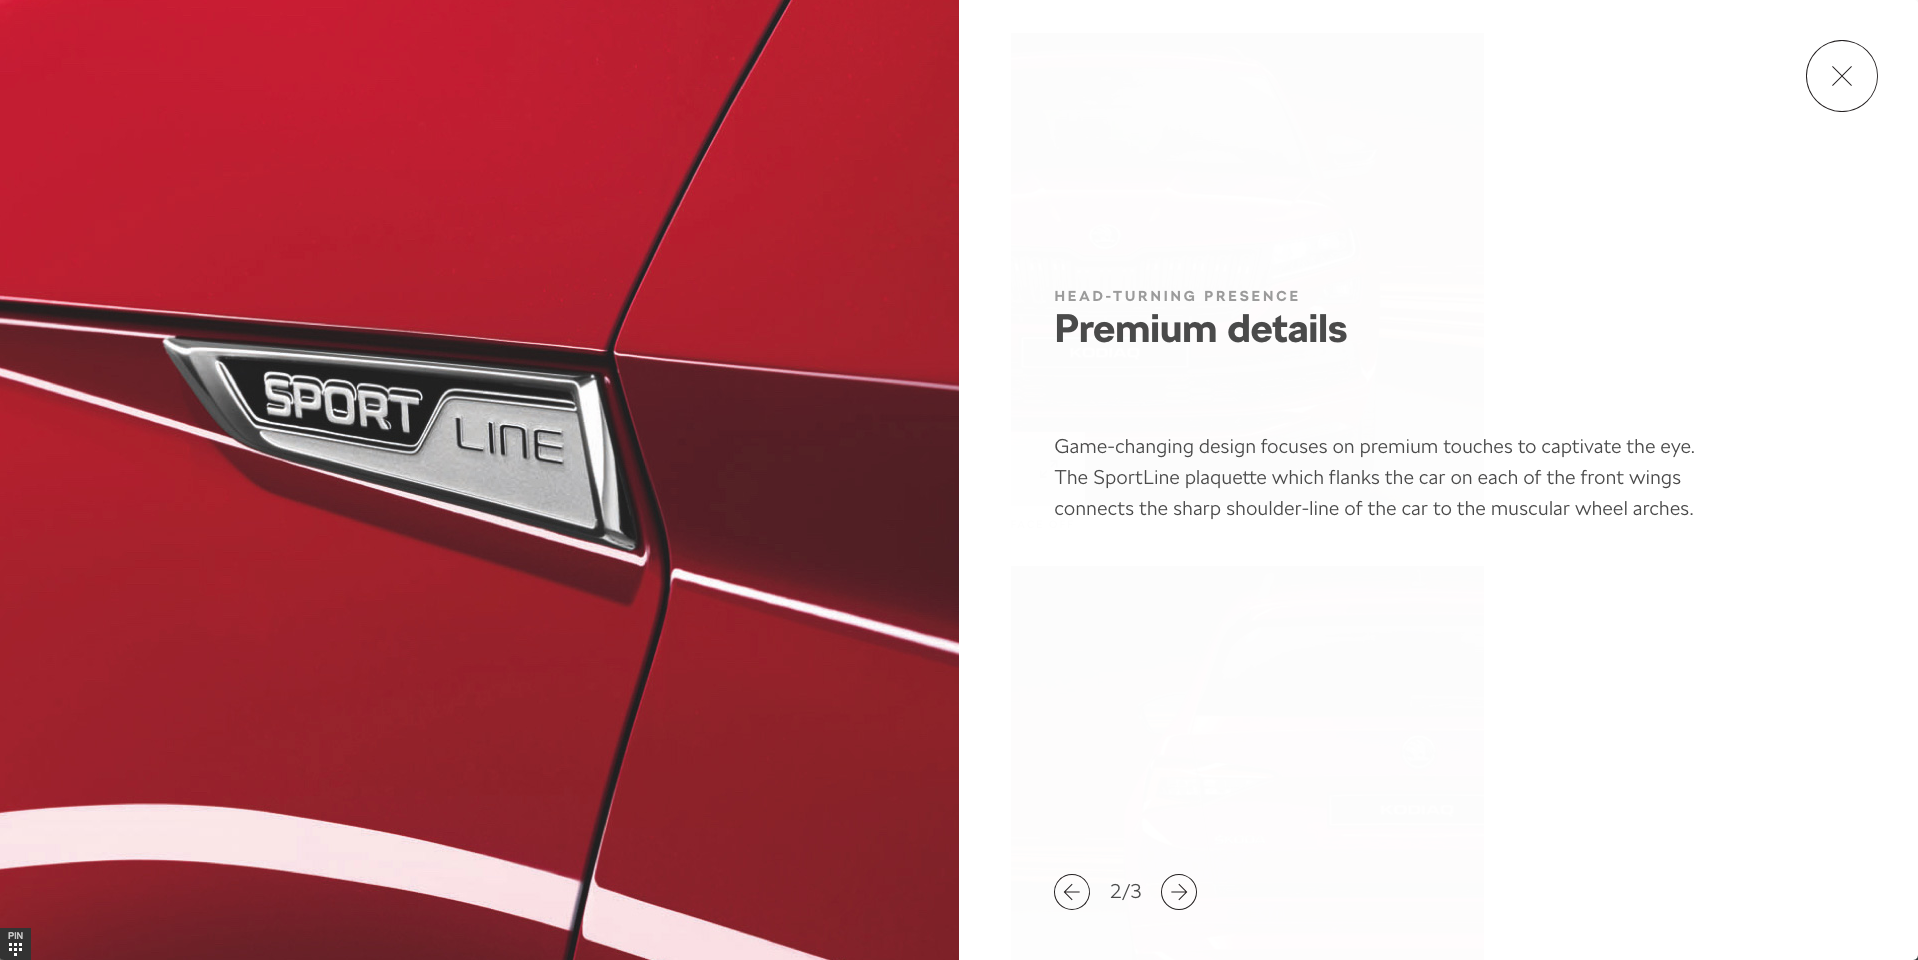 SPORT LINE
HEAD-TURNING PRESENCE
Premium details
Game-changing design focuses on premium touches to captivate the eye.
The SportLine plaquette which flanks the car on each of the front wings
connects the sharp shoulder-line of the car to the muscular wheel arches.
2/3
PIN